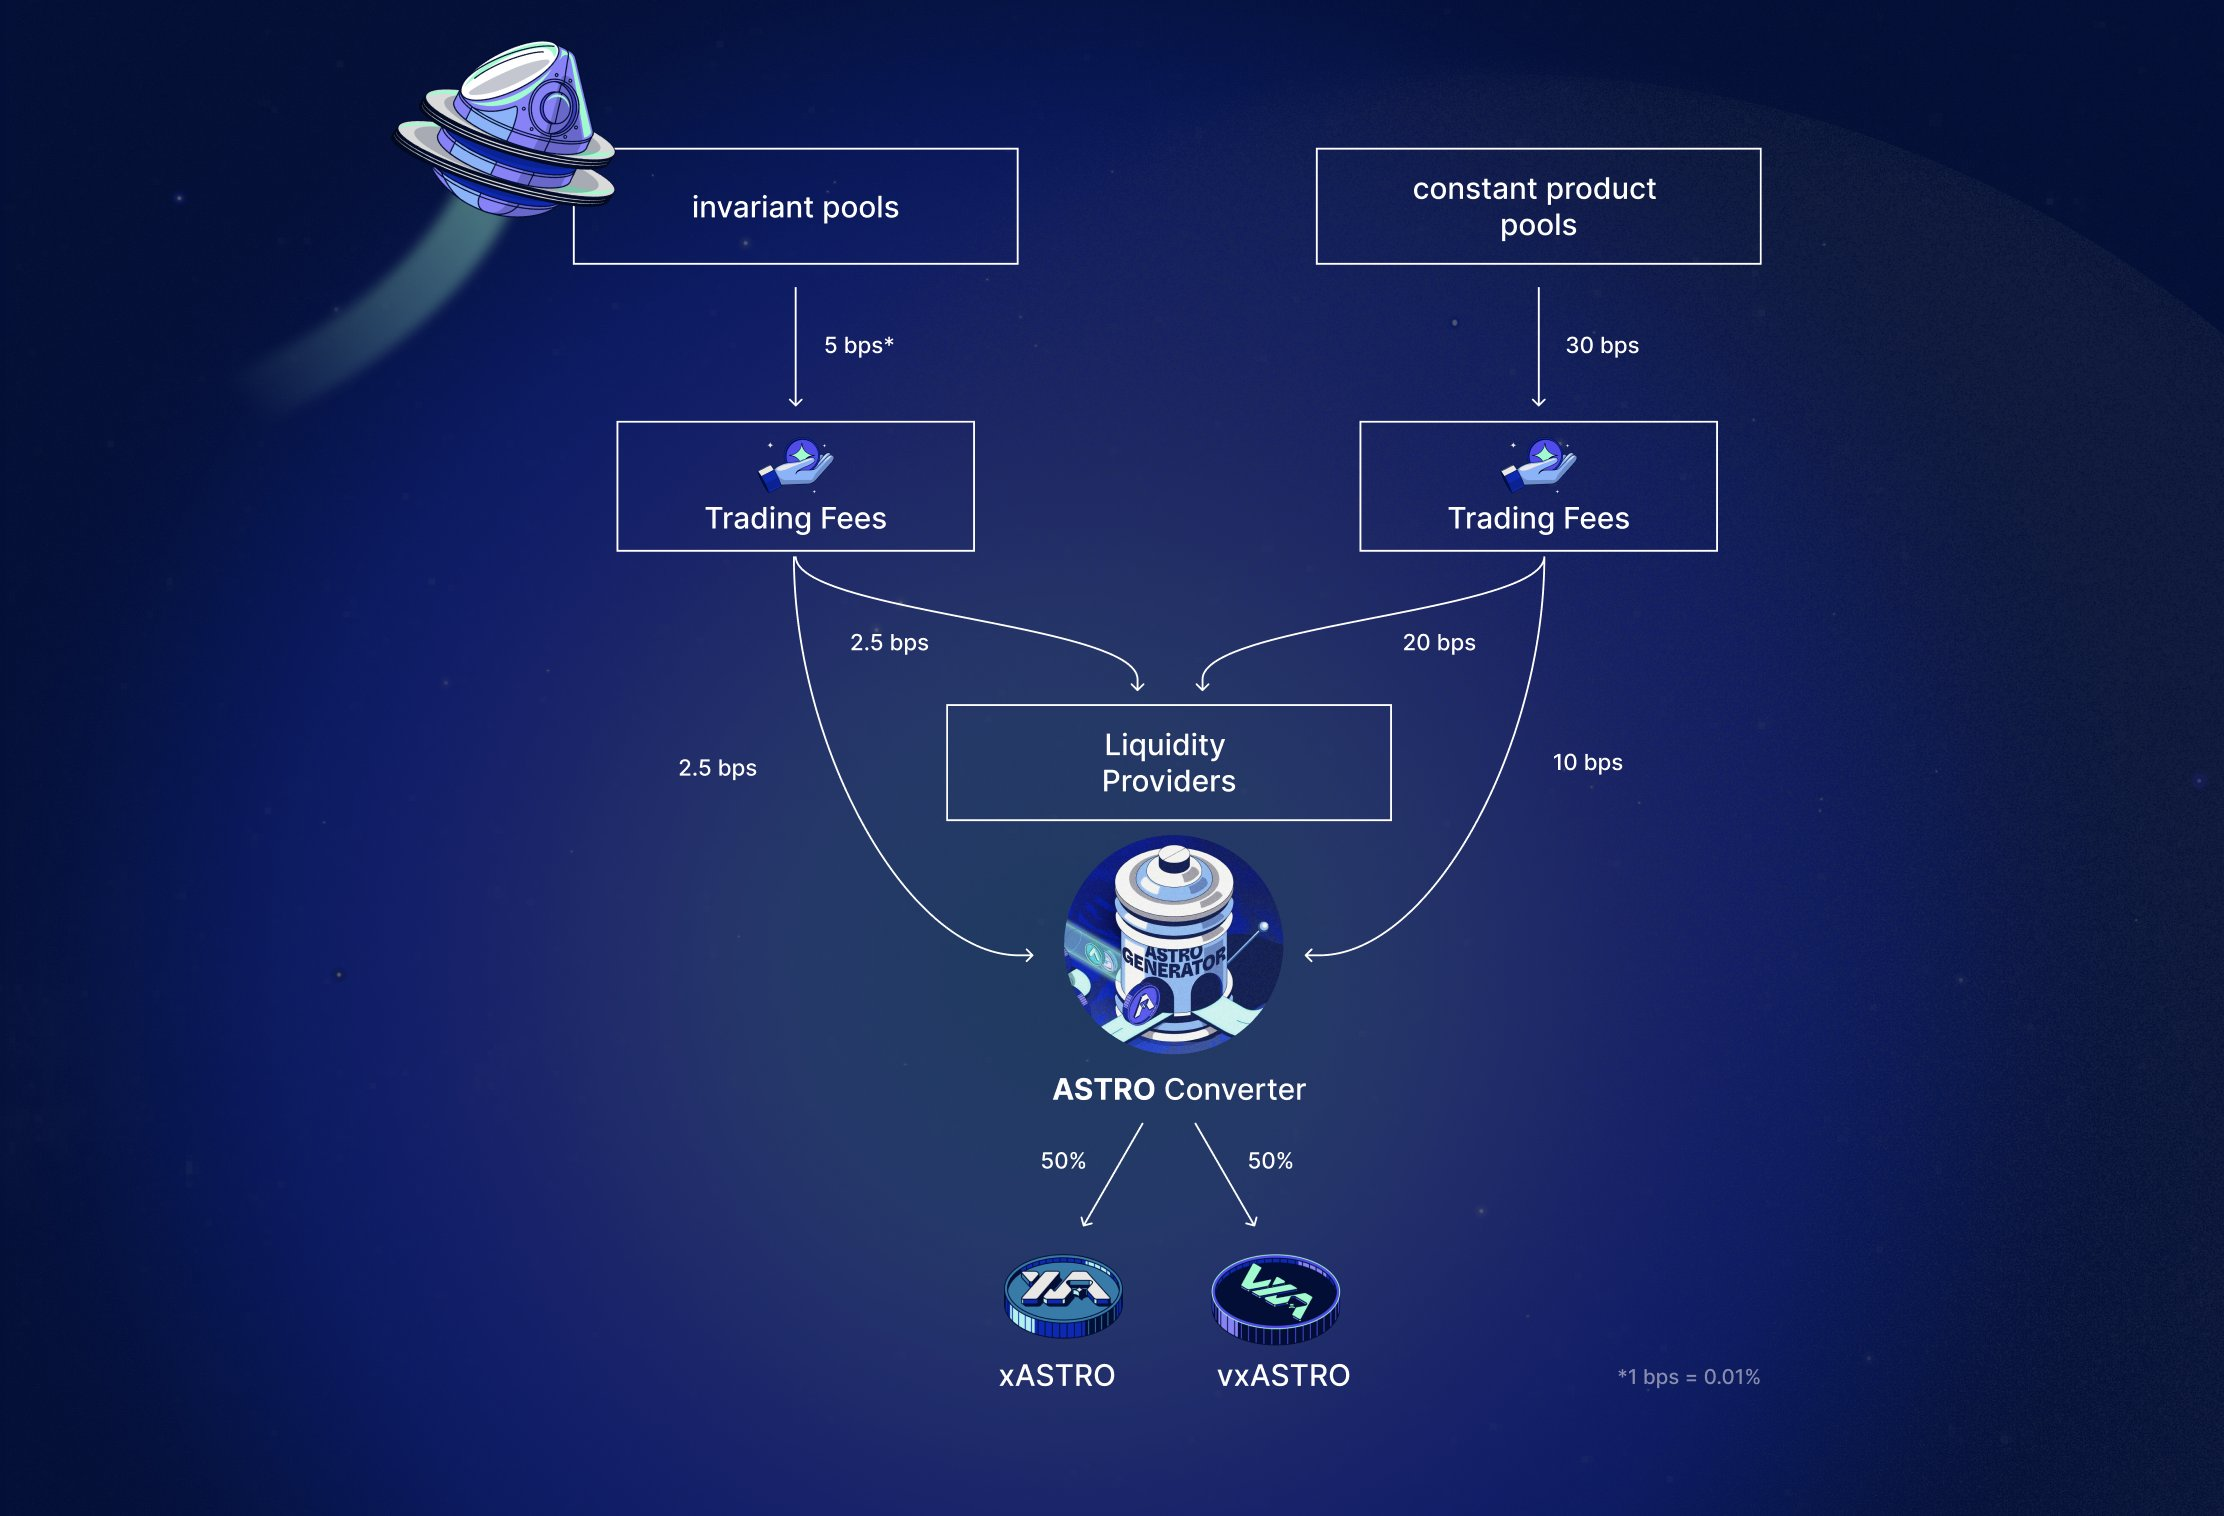 invariant pools
constant product
pools
5 bps*
30 bps
Trading Fees
Trading Fees
2.5 bps
20 bps
Liquidity
Providers
2.5 bps
10 bps
ASTRO
GENERATOR
ASTRO Converter
50%
50%
xASTRO
vxASTRO
*1 bps = 0.01%